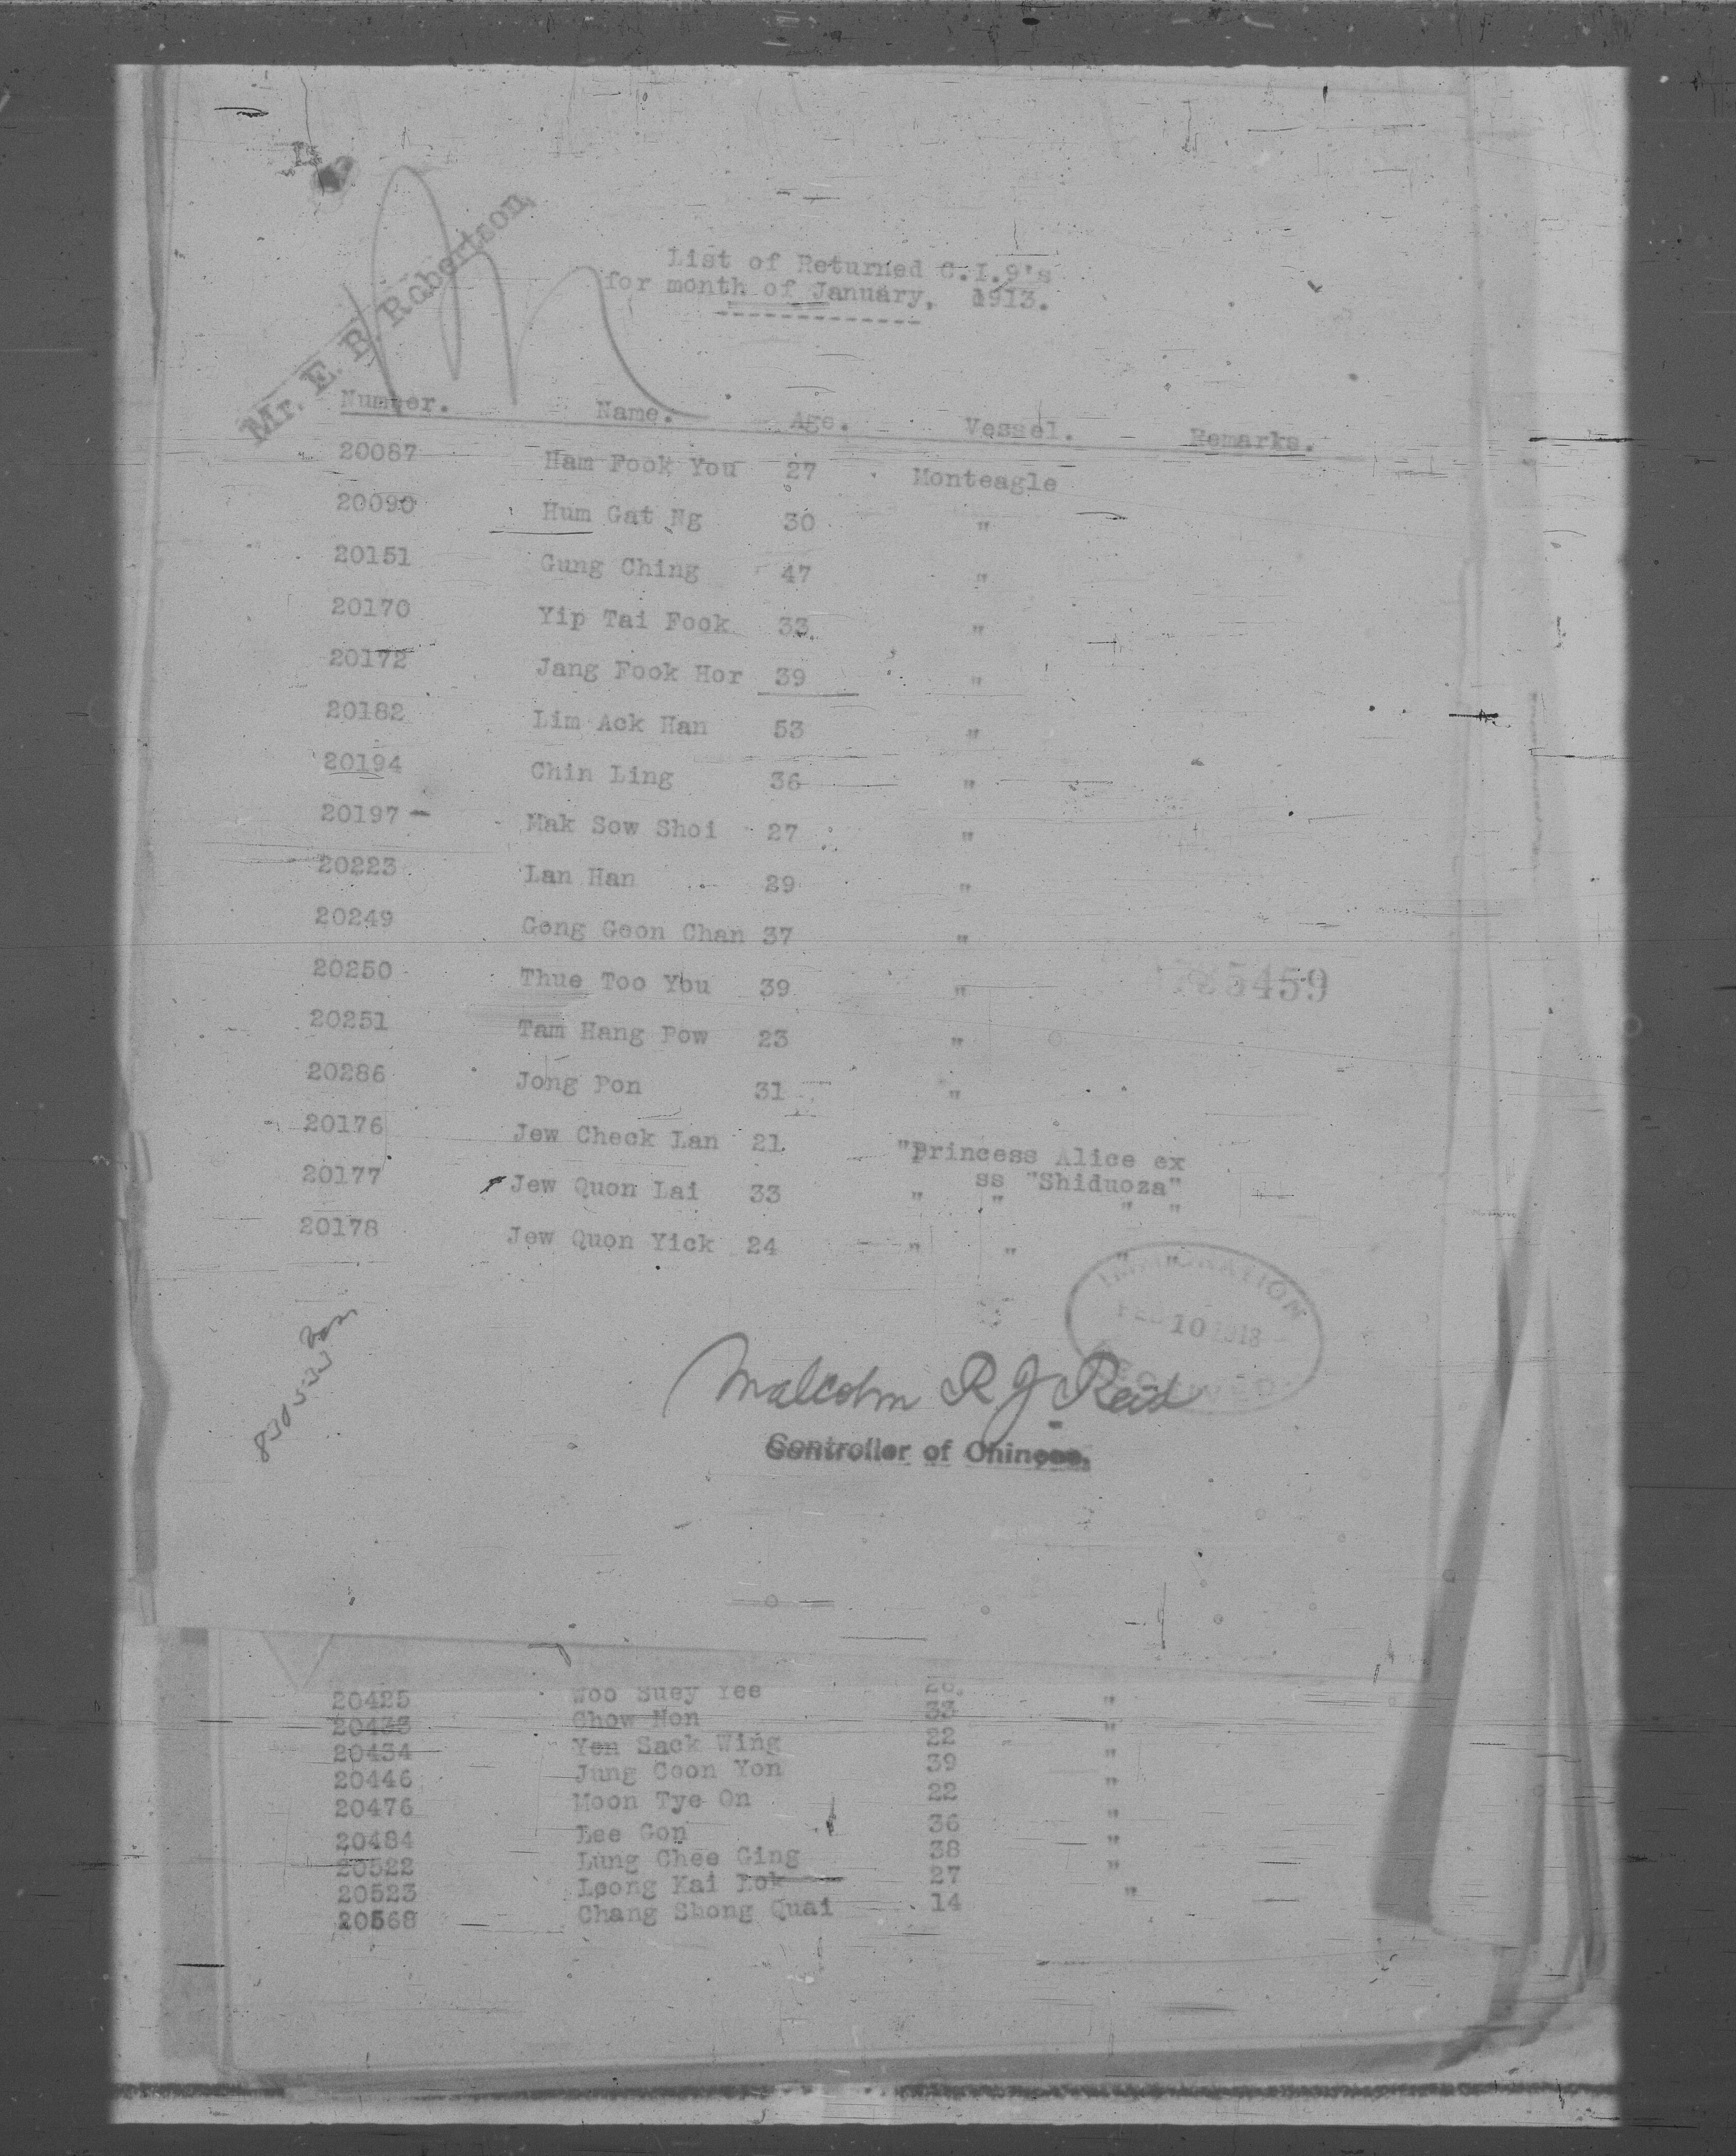 Mr. E. R. Robertson,
List of Returned C.I.9's
for month of January, 1913.
Number. Name. Age. Vessel. Remarks.
20087 Ham Fook You 27 Monteagle
20090 Hum Gat Ng 30 "
20151 Gung Ching 47 "
20170 Yip Tai Fook 33 "
20172 Jang Fook Hor 39 "
20182 Lim Ack Han 53 "
20194 Chin Ling 36 "
20197 - Mak Sow Shoi 27 "
20223 Lan Han 29 "
20249 Gong Goon Chan 37 "
20250 Thue Too You 39 "
5459
20251 Tam Hang Pow 23 "
20286 Jong Pon 31 "
20176 Jew Check Lan 21 "Princess Alice ex
ss "Shiduoza"
20177 Jew Quon Lai 33 " " " "
20178 Jew Quon Yick 24 " " " "
IMMIGRATION
FEB 10 1913
RECEIVED
Malcolm R J Reid
Controller of Chinese.
20425 Woo Suey Yee "
20433 Chow Hon 33 "
20434 Yen Sack Wing 22 "
20446 Jung Coon Yon 39 "
20476 Moon Tye On 22 "
20484 Lee Gon 36 "
20522 Lung Chee Ging 38 "
20523 Leong Kai Lok 27 "
20568 Chang Shong Quai 14